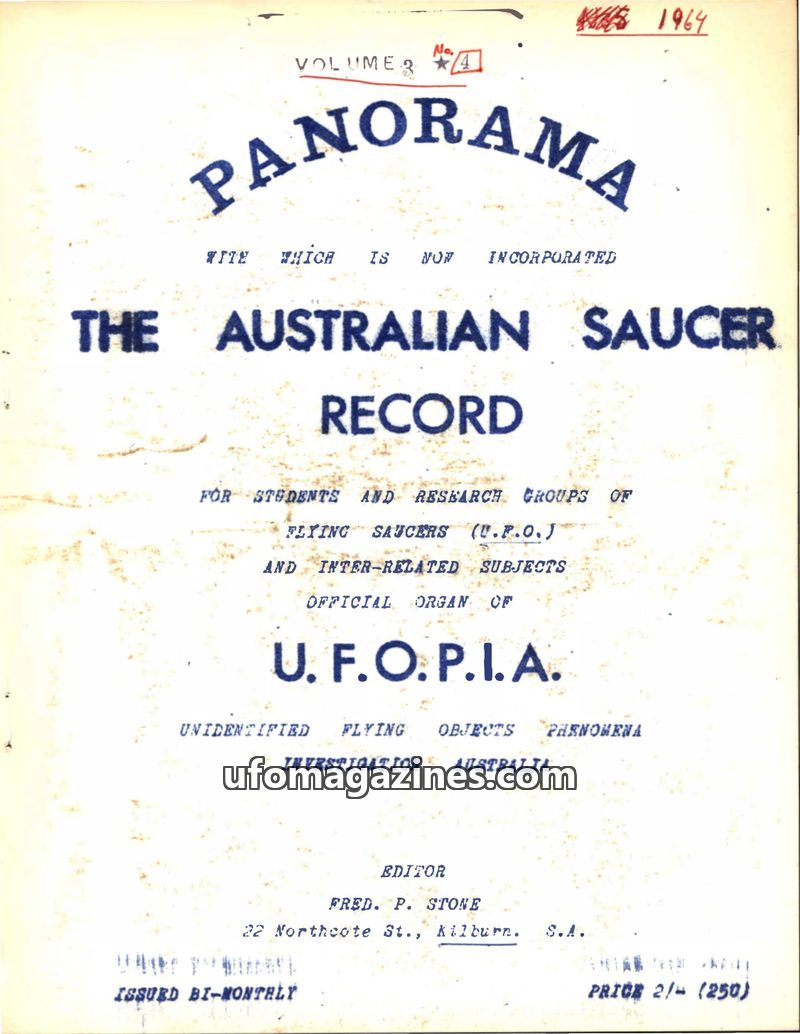 1964
VOLUME 3 ★ No. 4
PANORAMA
WITH WHICH IS NOW INCORPORATED
THE AUSTRALIAN SAUCER
RECORD
FOR STUDENTS AND RESEARCH GROUPS OF
FLYING SAUCERS (U.F.O.)
AND INTER-RELATED SUBJECTS
OFFICIAL ORGAN OF
U.F.O.P.I.A.
UNIDENTIFIED FLYING OBJECTS PHENOMENA
INVESTIGATION AUSTRALIA
ufomagazines.com
EDITOR
FRED. P. STONE
22 Northcote St., Kilburn. S.A.
ISSUED BI-MONTHLY
PRICE 2/- (25¢)